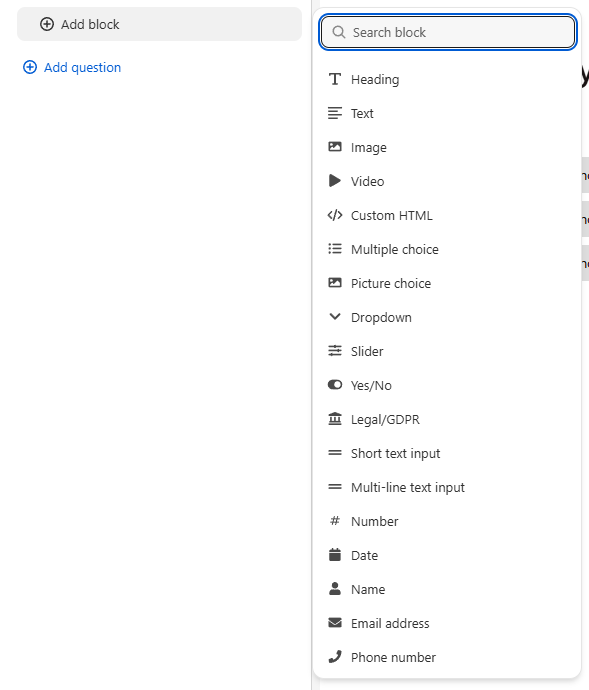 Add block
Add question
Search block
Heading
Text
Image
Video
Custom HTML
Multiple choice
Picture choice
Dropdown
Slider
Yes/No
Legal/GDPR
Short text input
Multi-line text input
Number
Date
Name
Email address
Phone number